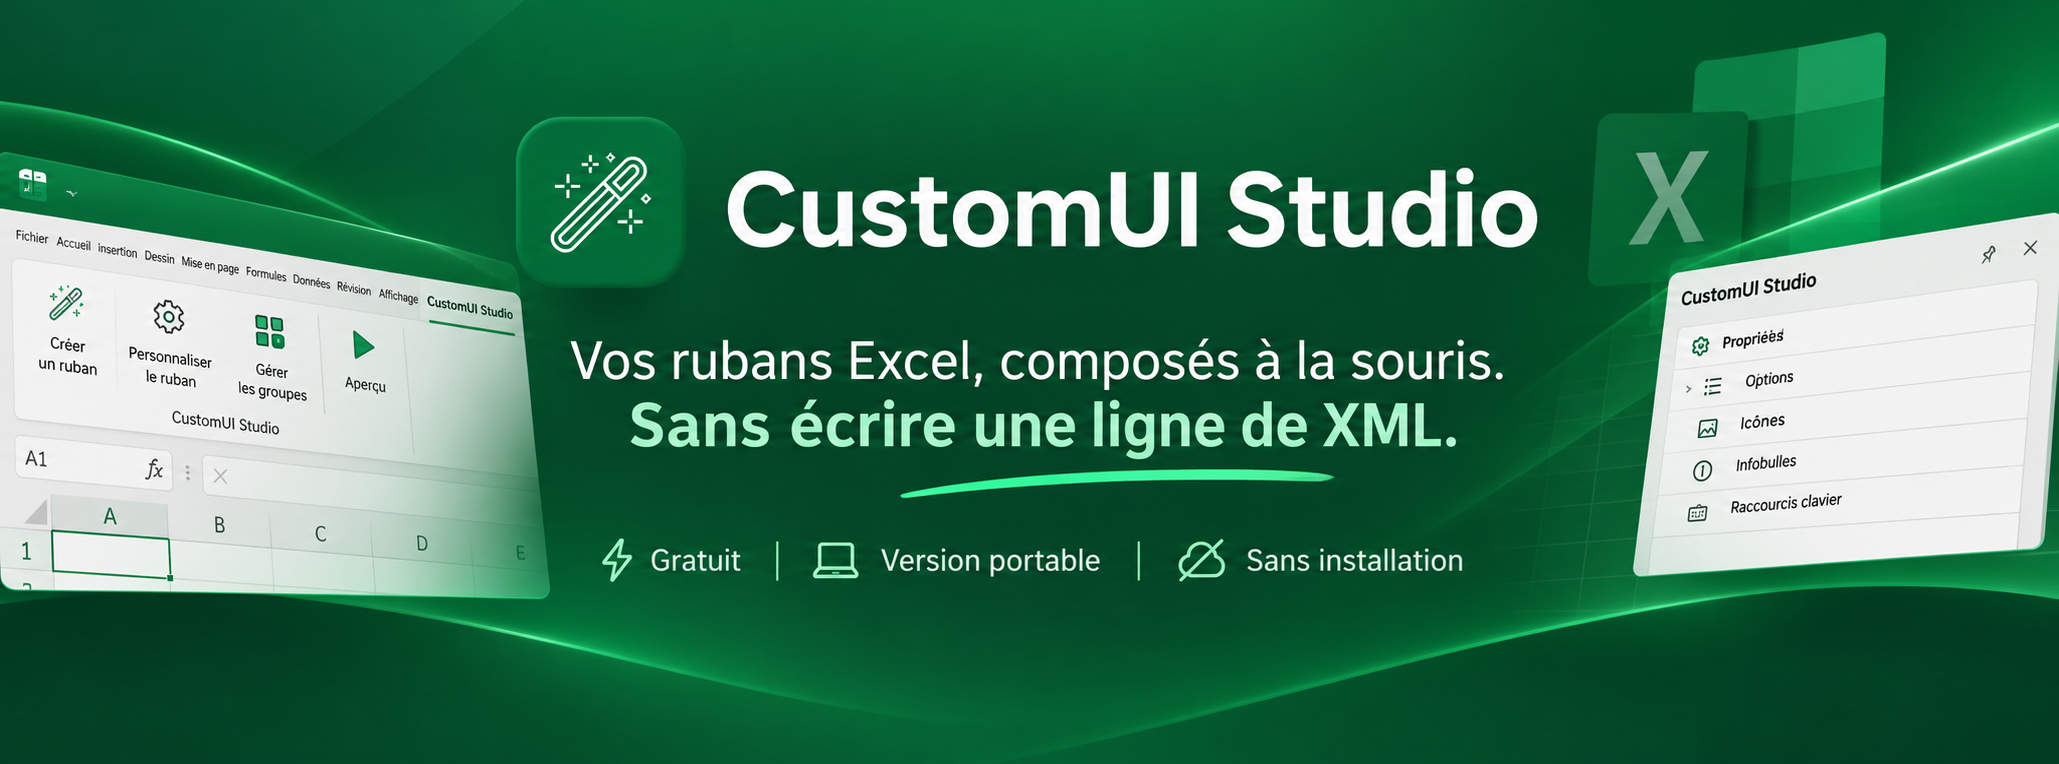 CustomUI Studio
Vos rubans Excel, composés à la souris.
Sans écrire une ligne de XML.
Gratuit
Version portable
Sans installation
Fichier Accueil insertion Dessin Mise en page Formules Données Révision Affichage CustomUI Studio
Créer
un ruban
Personnaliser
le ruban
Gérer
les groupes
Aperçu
CustomUI Studio
A1
fx
A B C D E
1
X
CustomUI Studio
Options
Icônes
Infobulles
Raccourcis clavier